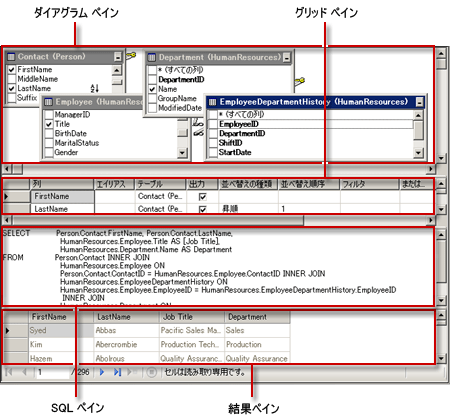 ダイアグラム ペイン
グリッド ペイン
Contact (Person)
FirstName
MiddleName
LastName
Suffix
Department (HumanResources)
* (すべての列)
DepartmentID
Name
GroupName
ModifiedDate
Employee (HumanReso
ManagerID
Title
BirthDate
MaritalStatus
Gender
EmployeeDepartmentHistory (HumanResources)
* (すべての列)
EmployeeID
DepartmentID
ShiftID
StartDate
列 エイリアス テーブル 出力 並べ替えの種類 並べ替え順序 フィルタ または...
FirstName Contact (Pe...
LastName Contact (Pe... 昇順 1
SELECT Person.Contact.FirstName, Person.Contact.LastName,
HumanResources.Employee.Title AS [Job Title],
HumanResources.Department.Name AS Department
FROM Person.Contact INNER JOIN
HumanResources.Employee ON
Person.Contact.ContactID = HumanResources.Employee.ContactID INNER JOIN
HumanResources.EmployeeDepartmentHistory ON
HumanResources.Employee.EmployeeID = HumanResources.EmployeeDepartmentHistory.EmployeeID
INNER JOIN
HumanResources.Department ON
FirstName LastName Job Title Department
Syed Abbas Pacific Sales Ma... Sales
Kim Abercrombie Production Tech... Production
Hazem Abolrous Quality Assuranc... Quality Assurance
1 / 296 セルは読み取り専用です。
SQL ペイン
結果ペイン